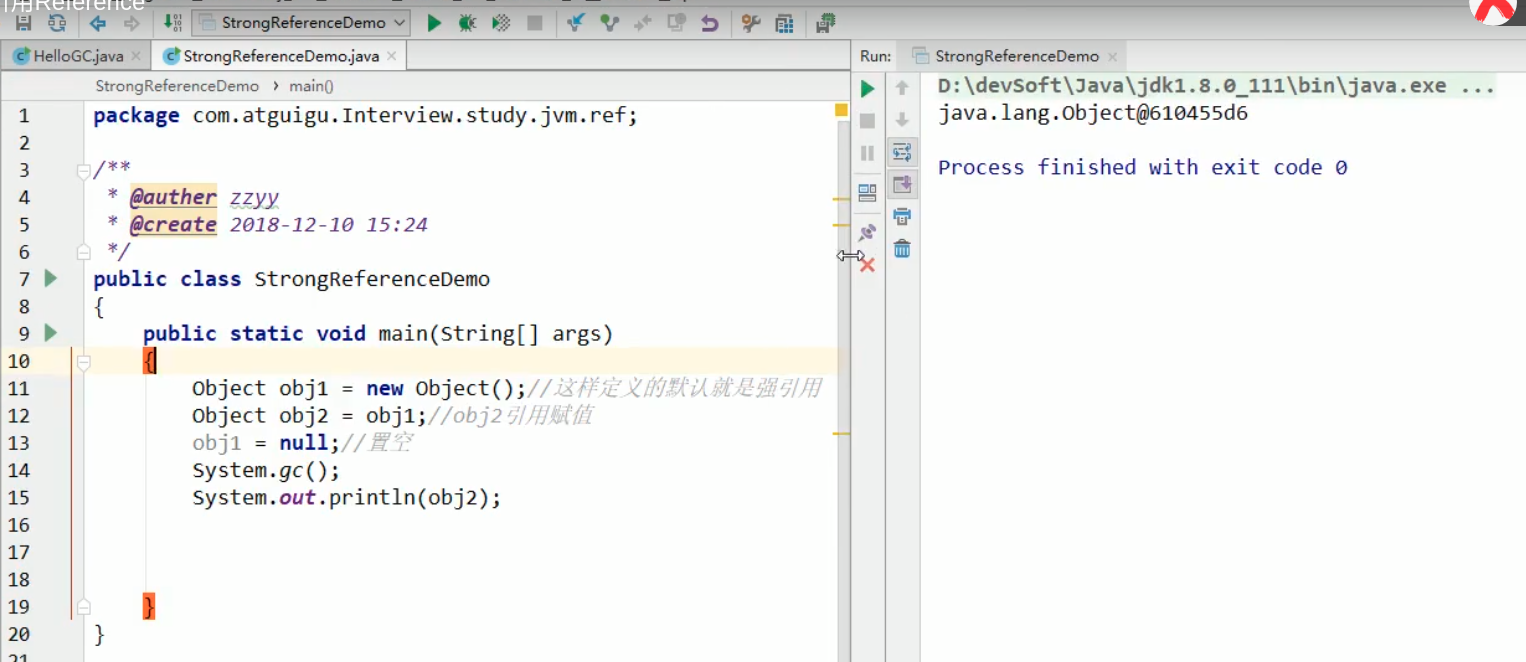 用Reference
StrongReferenceDemo
HelloGC.java
StrongReferenceDemo.java
Run:
StrongReferenceDemo
StrongReferenceDemo > main()
1 package com.atguigu.Interview.study.jvm.ref;
2
3 /**
4 * @auther zzyy
5 * @create 2018-12-10 15:24
6 */
7 public class StrongReferenceDemo
8 {
9 public static void main(String[] args)
10 {
11 Object obj1 = new Object();//这样定义的默认就是强引用
12 Object obj2 = obj1;//obj2引用赋值
13 obj1 = null;//置空
14 System.gc();
15 System.out.println(obj2);
16
17
18
19 }
20 }
21
D:\devSoft\Java\jdk1.8.0_111\bin\java.exe ...
java.lang.Object@610455d6
Process finished with exit code 0